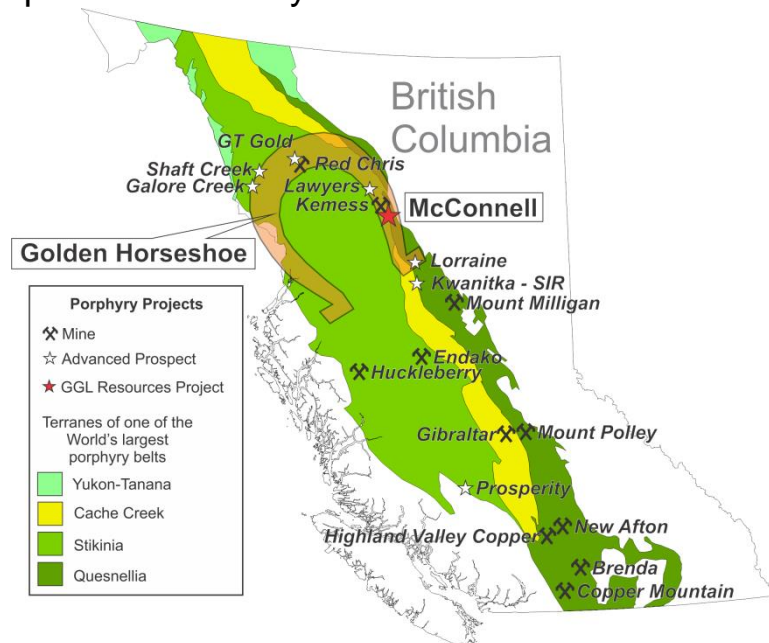 British
Columbia
GT Gold
Red Chris
Shaft Creek
Galore Creek
Lawyers
Kemess
McConnell
Golden Horseshoe
Lorraine
Kwanitka - SIR
Mount Milligan
Porphyry Projects
Mine
Advanced Prospect
GGL Resources Project
Terranes of one of the
World's largest
porphyry belts
Yukon-Tanana
Cache Creek
Stikinia
Quesnellia
Endako
Huckleberry
Gibraltar
Mount Polley
Prosperity
New Afton
Highland Valley Copper
Brenda
Copper Mountain